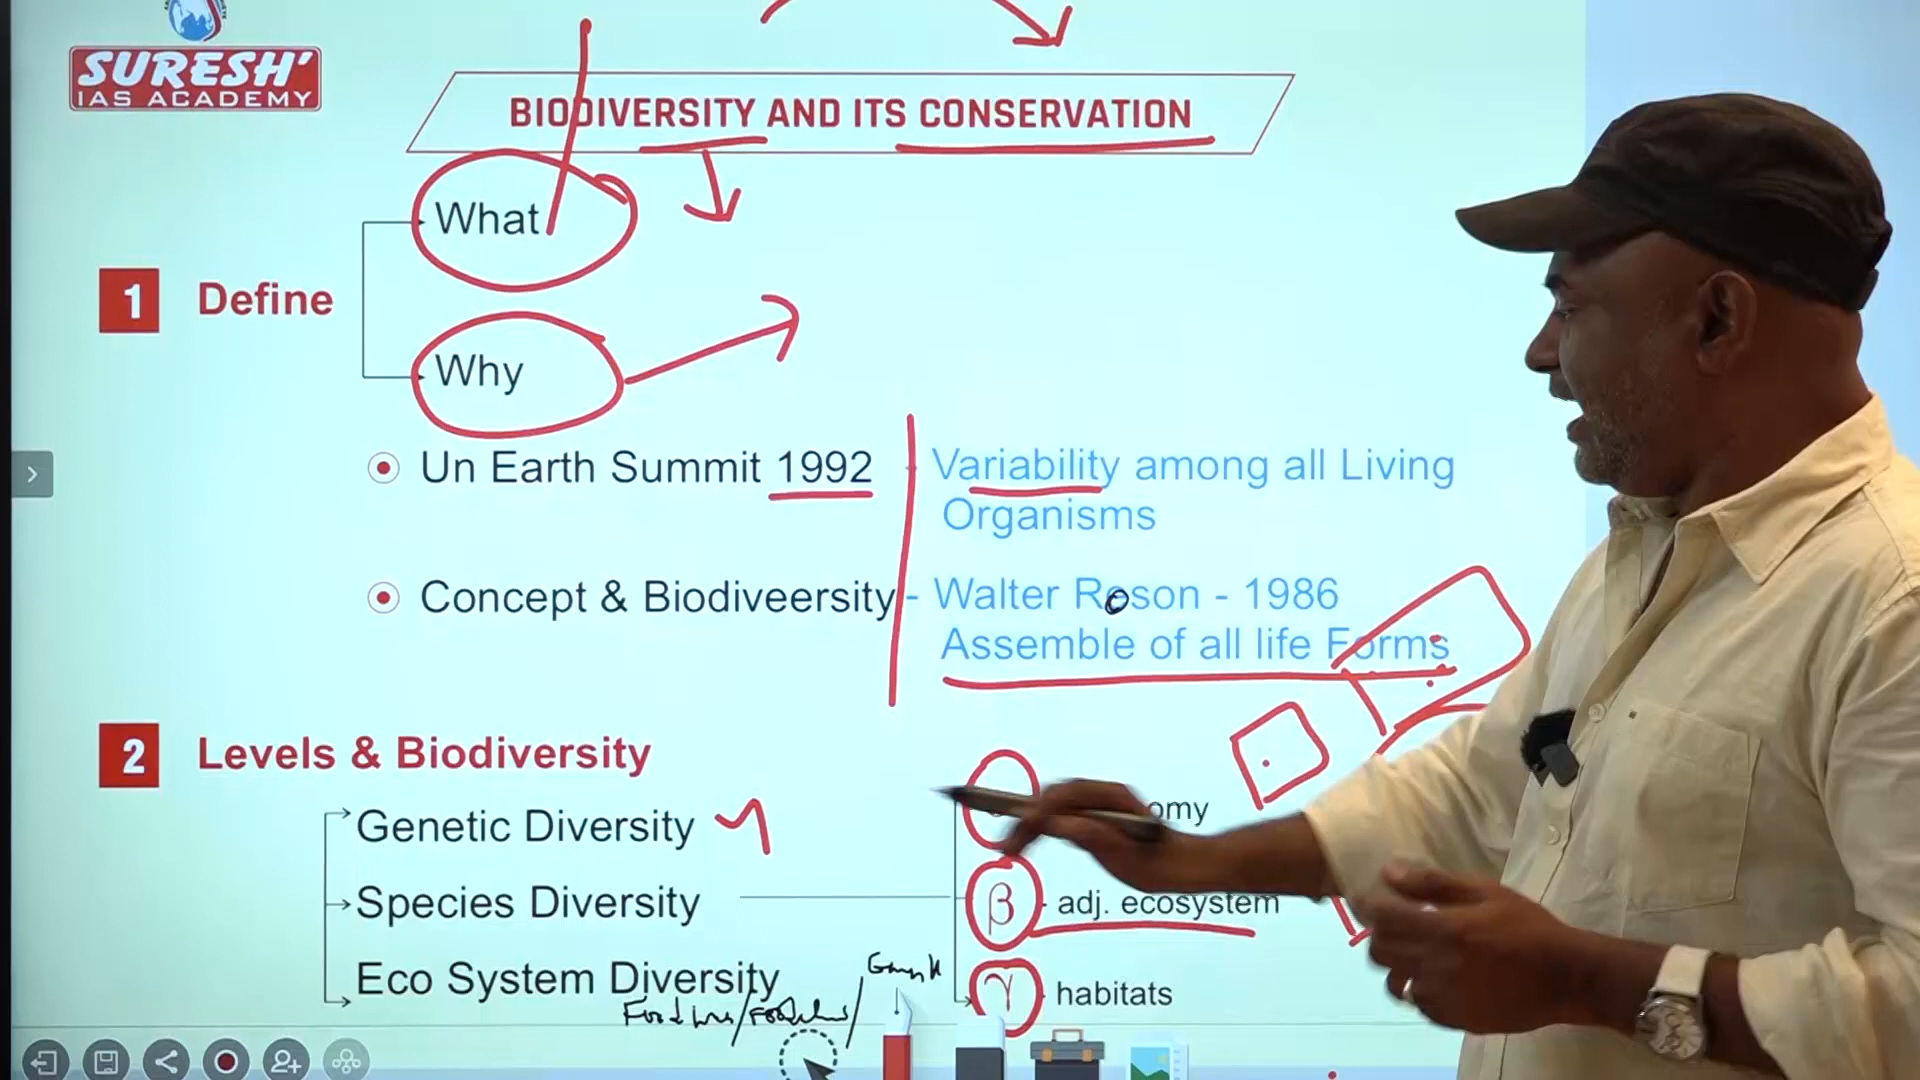 SURESH'
IAS ACADEMY
BIODIVERSITY AND ITS CONSERVATION
What
1 Define
Why
Un Earth Summit 1992 - Variability among all Living
Organisms
Concept & Biodiveersity - Walter Roson - 1986
Assemble of all life Forms
2 Levels & Biodiversity
Genetic Diversity
omy
Species Diversity
β - adj. ecosystem
Eco System Diversity
γ - habitats